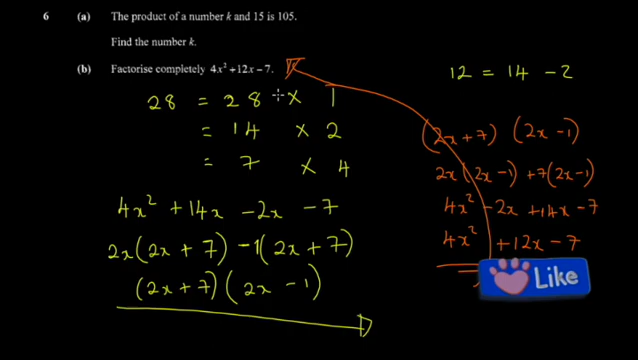 6 (a) The product of a number k and 15 is 105.
Find the number k.
(b) Factorise completely 4x² + 12x − 7.
28 = 28 × 1
= 14 × 2
= 7 × 4
4x² + 14x − 2x − 7
2x(2x + 7) − 1(2x + 7)
(2x + 7)(2x − 1)
12 = 14 − 2
(2x + 7)(2x − 1)
2x(2x − 1) + 7(2x − 1)
4x² − 2x + 14x − 7
4x² + 12x − 7
Like